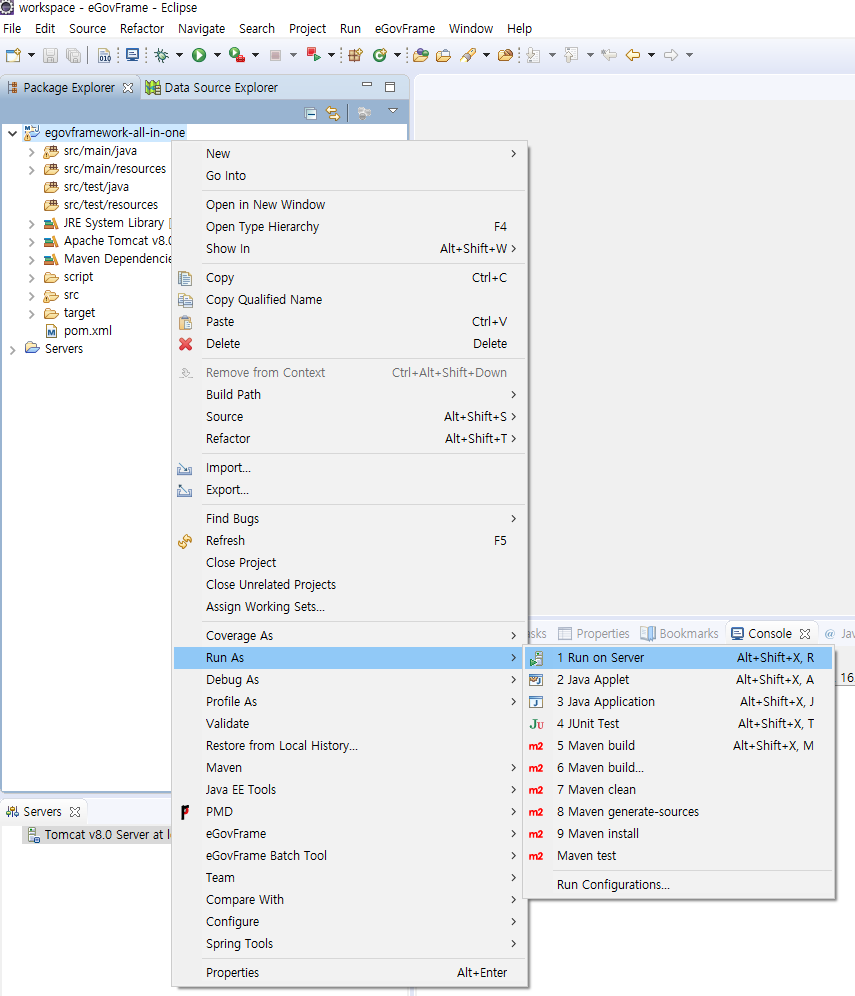 workspace - eGovFrame - Eclipse
File Edit Source Refactor Navigate Search Project Run eGovFrame Window Help
Package Explorer
Data Source Explorer
egovframework-all-in-one
src/main/java
src/main/resources
src/test/java
src/test/resources
JRE System Library
Apache Tomcat v8.0
Maven Dependencie
script
src
target
pom.xml
Servers
New
Go Into
Open in New Window
Open Type Hierarchy F4
Show In Alt+Shift+W
Copy Ctrl+C
Copy Qualified Name
Paste Ctrl+V
Delete Delete
Remove from Context Ctrl+Alt+Shift+Down
Build Path
Source Alt+Shift+S
Refactor Alt+Shift+T
Import...
Export...
Find Bugs
Refresh F5
Close Project
Close Unrelated Projects
Assign Working Sets...
Coverage As
Run As
Debug As
Profile As
Validate
Restore from Local History...
Maven
Java EE Tools
PMD
eGovFrame
eGovFrame Batch Tool
Team
Compare With
Configure
Spring Tools
Properties Alt+Enter
sks Properties Bookmarks Console @ Jav
16
1 Run on Server Alt+Shift+X, R
2 Java Applet Alt+Shift+X, A
3 Java Application Alt+Shift+X, J
4 JUnit Test Alt+Shift+X, T
m2 5 Maven build Alt+Shift+X, M
m2 6 Maven build...
m2 7 Maven clean
m2 8 Maven generate-sources
m2 9 Maven install
m2 Maven test
Run Configurations...
Servers
Tomcat v8.0 Server at l